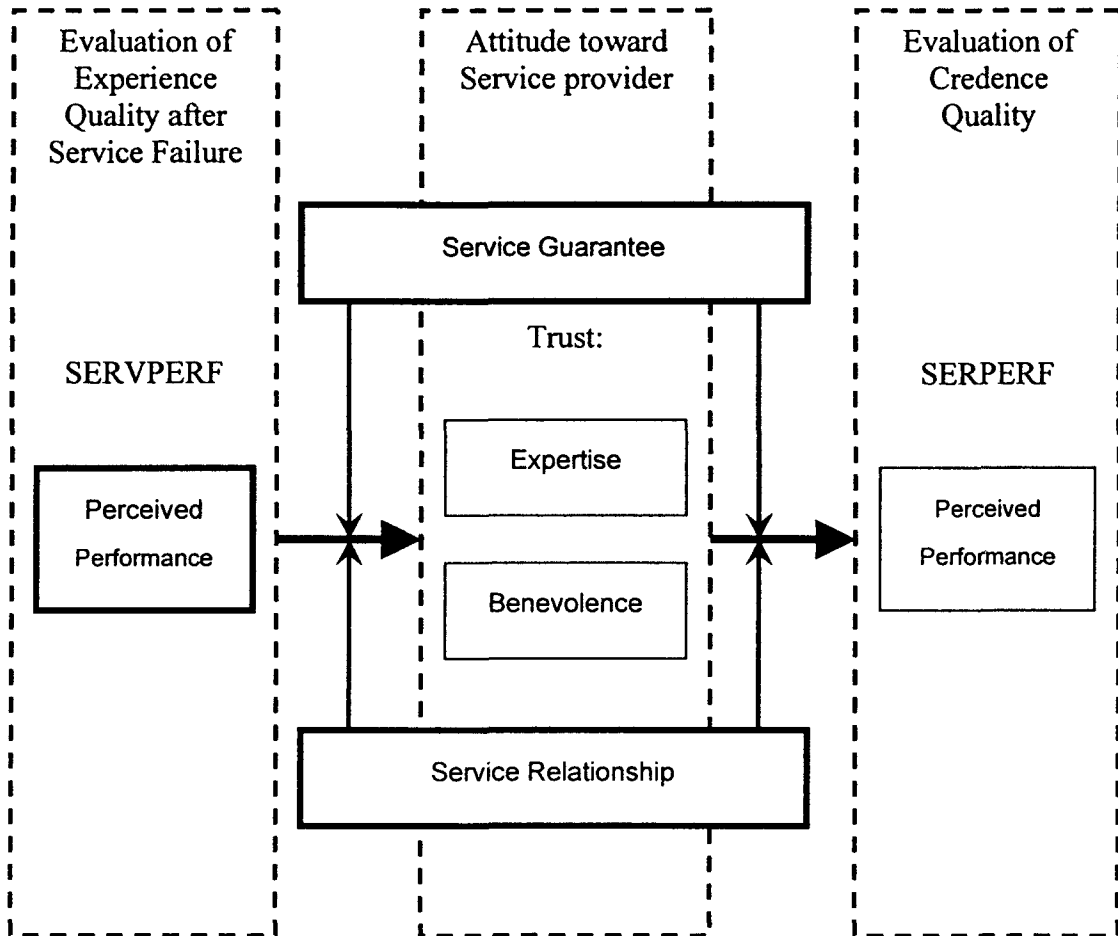 Evaluation of
Experience
Quality after
Service Failure
Attitude toward
Service provider
Evaluation of
Credence
Quality
Service Guarantee
Trust:
SERVPERF
SERPERF
Expertise
Perceived
Performance
Perceived
Performance
Benevolence
Service Relationship